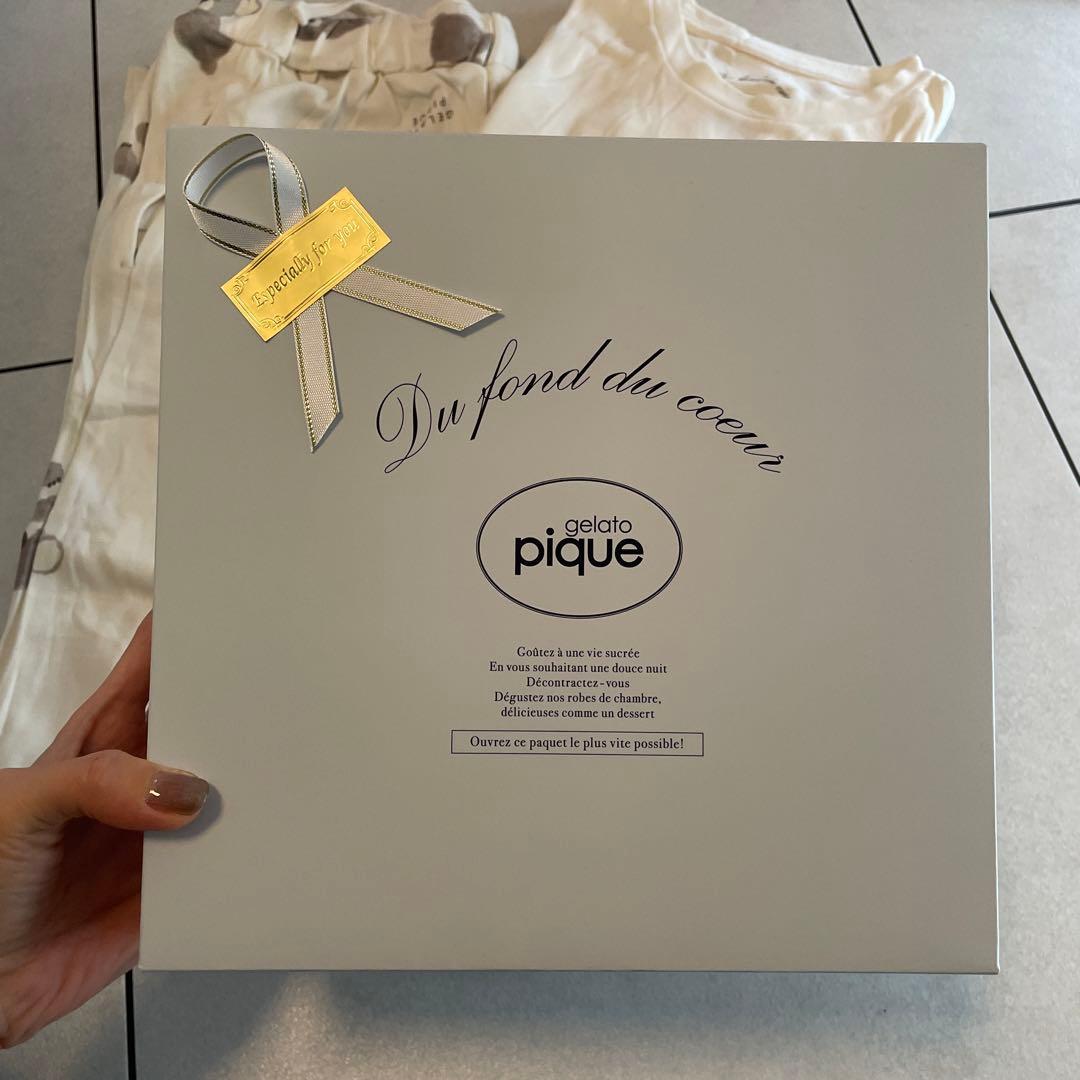 Especially for you
Du fond du coeur
gelato
pique
Goûtez à une vie sucrée
En vous souhaitant une douce nuit
Décontractez-vous
Dégustez nos robes de chambre,
délicieuses comme un dessert
Ouvrez ce paquet le plus vite possible!